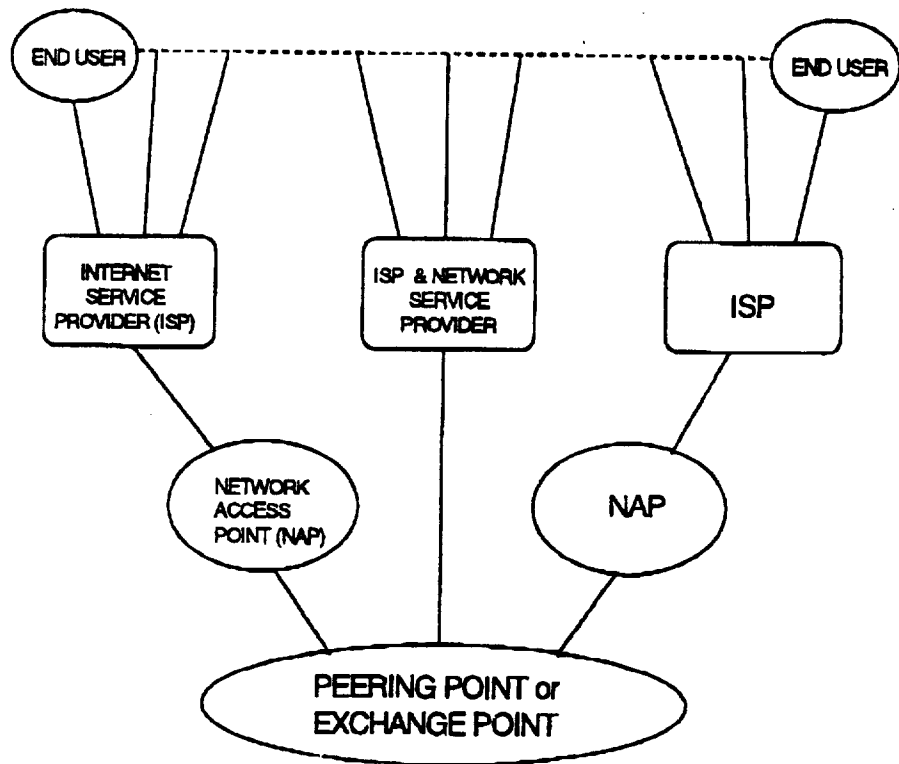 END USER
END USER
INTERNET
SERVICE
PROVIDER (ISP)
ISP & NETWORK
SERVICE
PROVIDER
ISP
NETWORK
ACCESS
POINT (NAP)
NAP
PEERING POINT or
EXCHANGE POINT